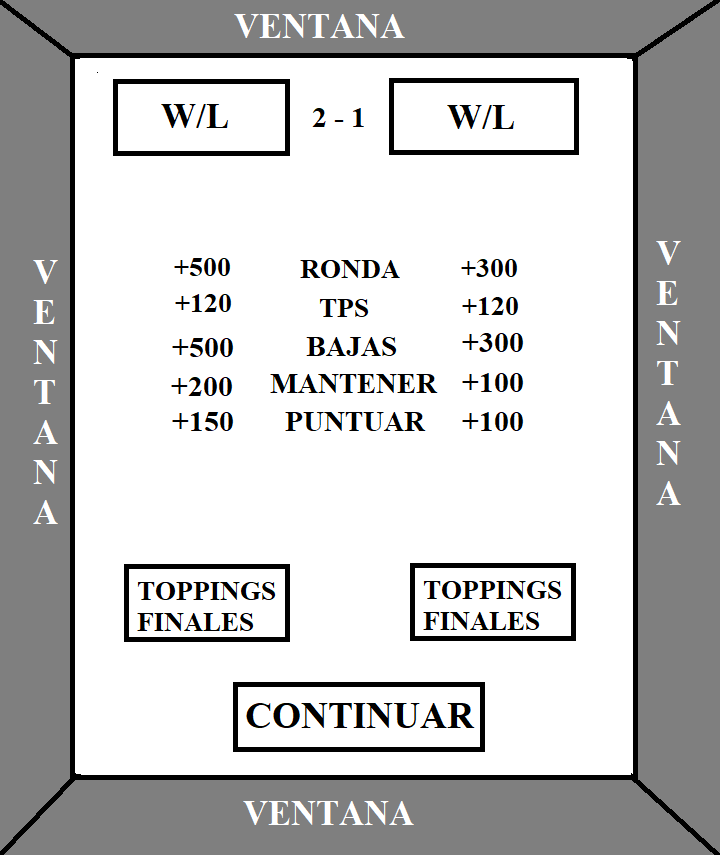 VENTANA
W/L 2 - 1 W/L
+500 RONDA +300
+120 TPS +120
+500 BAJAS +300
+200 MANTENER +100
+150 PUNTUAR +100
VENTANA
VENTANA
TOPPINGS
FINALES
TOPPINGS
FINALES
CONTINUAR
VENTANA